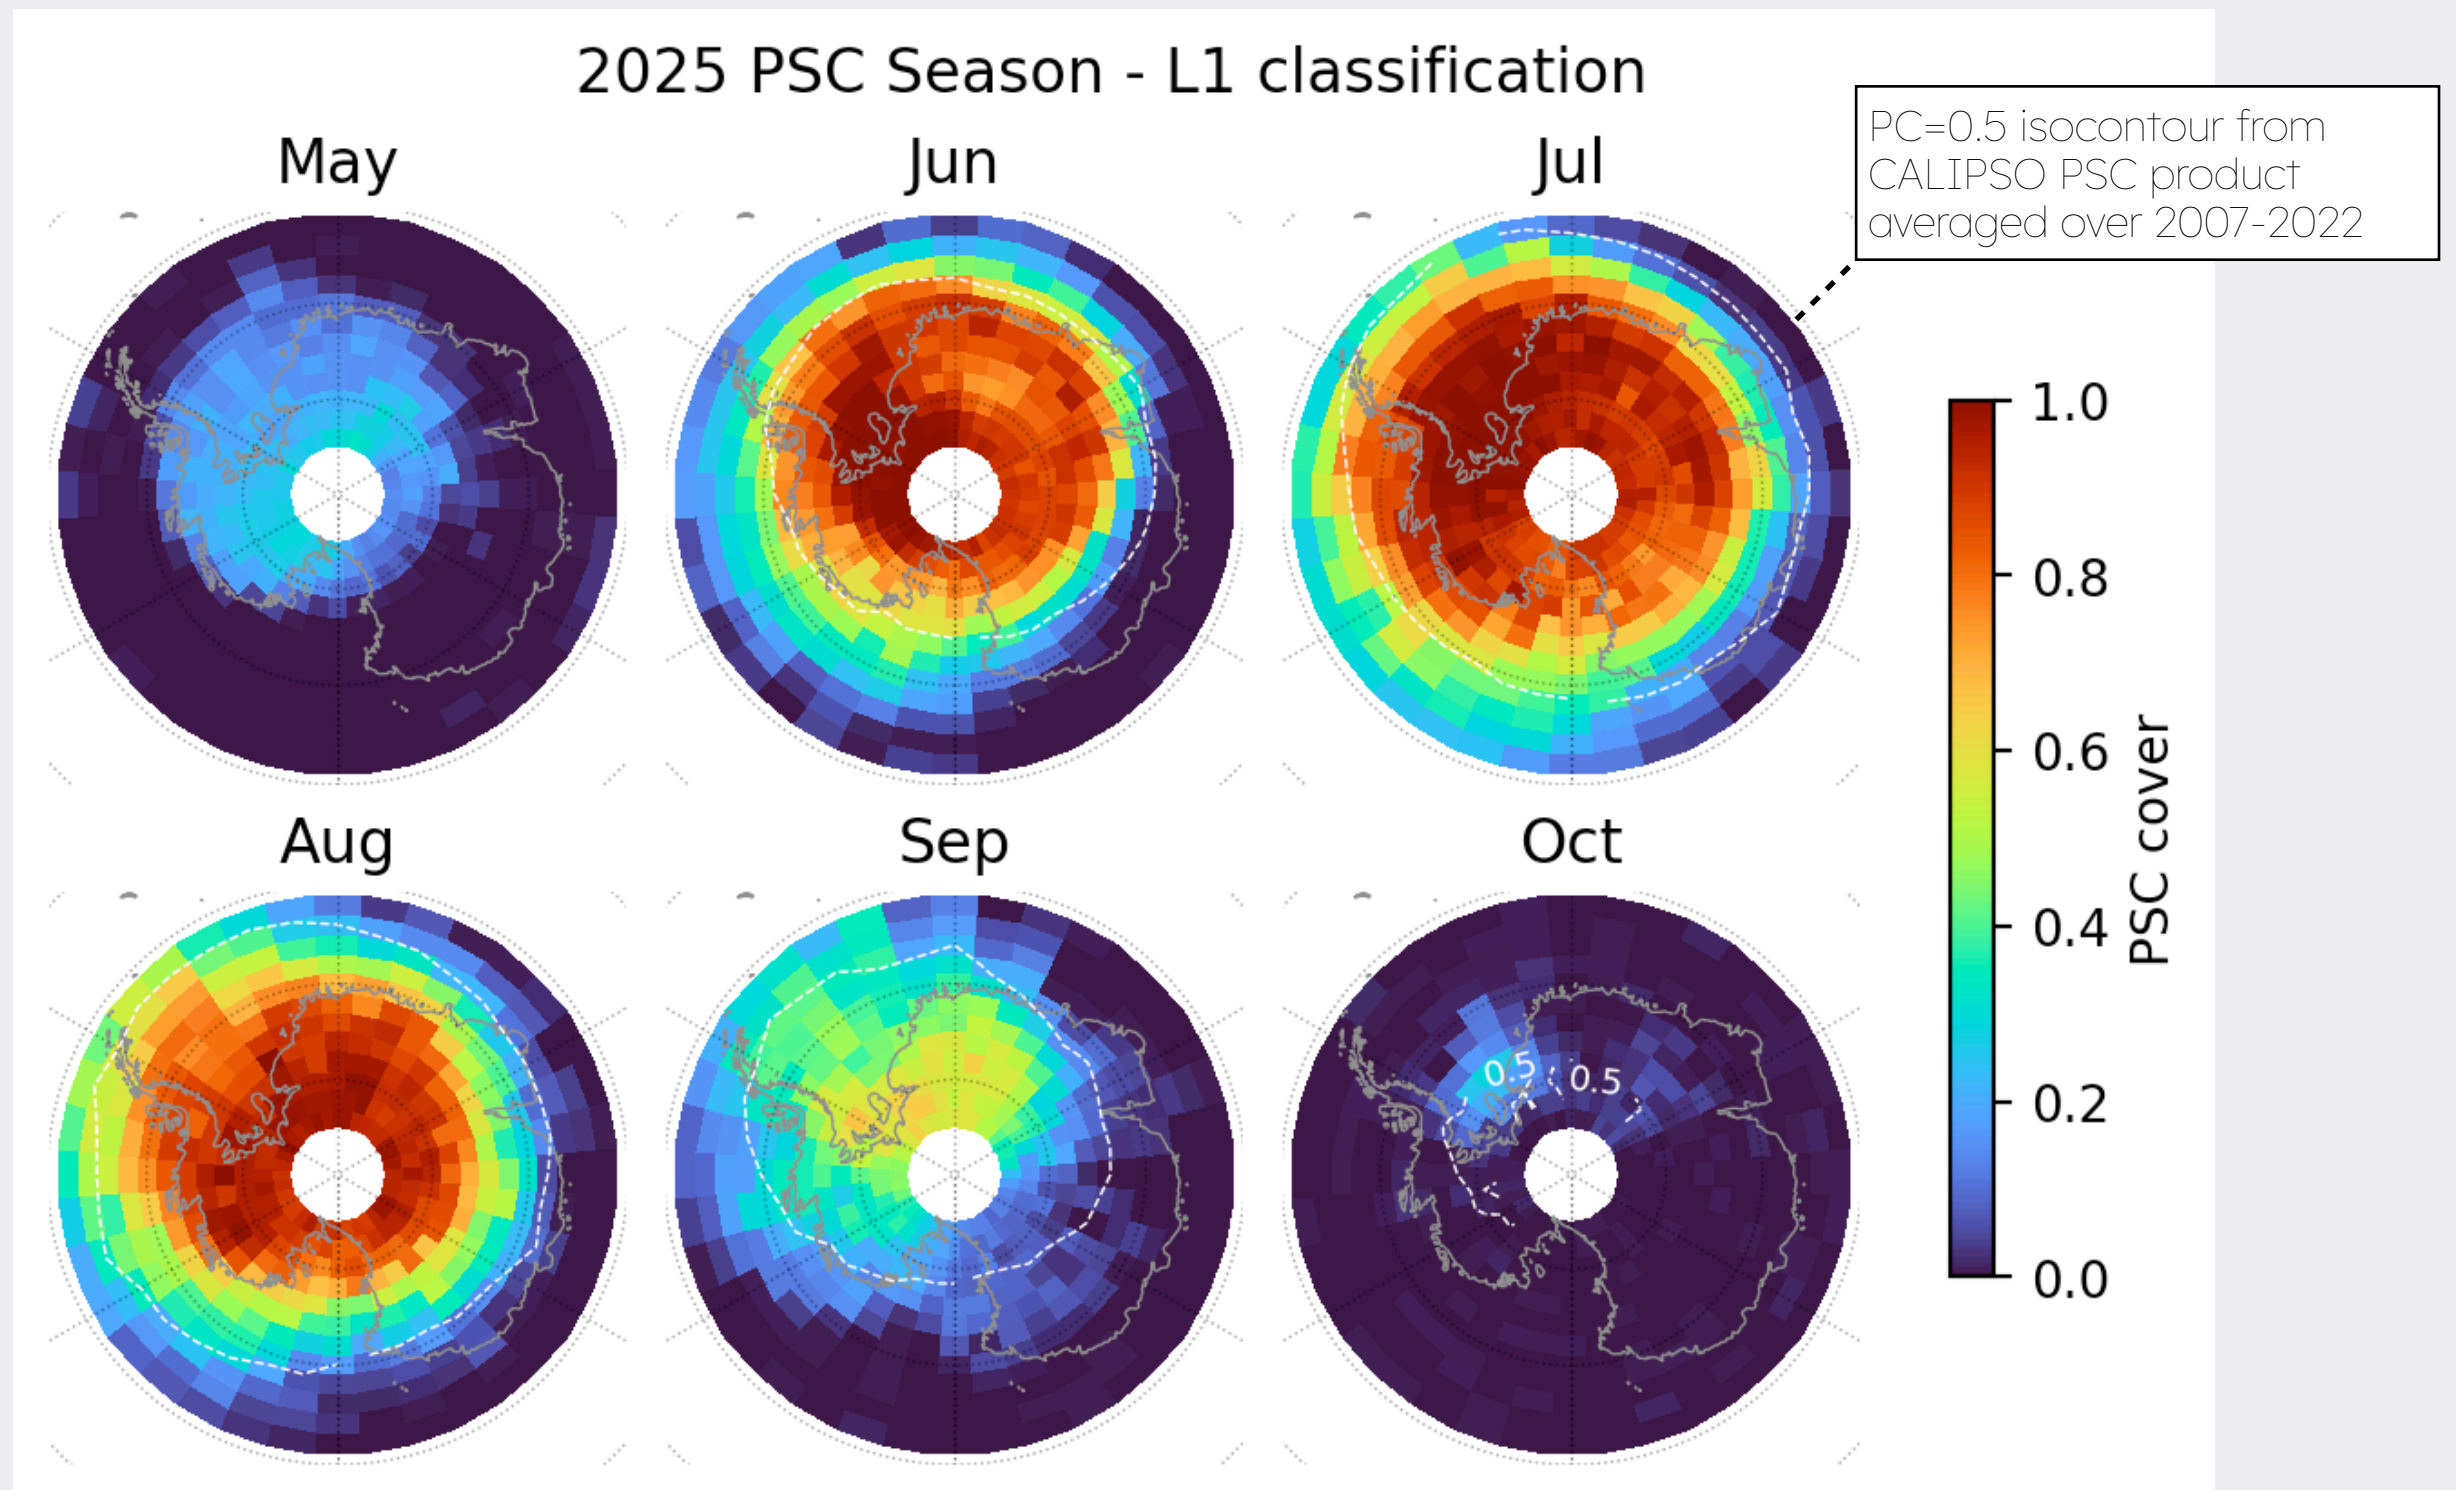 2025 PSC Season - L1 classification
PC=0.5 isocontour from
CALIPSO PSC product
averaged over 2007-2022
May
Jun
Jul
1.0
0.8
0.6
0.4
0.2
0.0
PSC cover
Aug
Sep
Oct
0.5
0.5